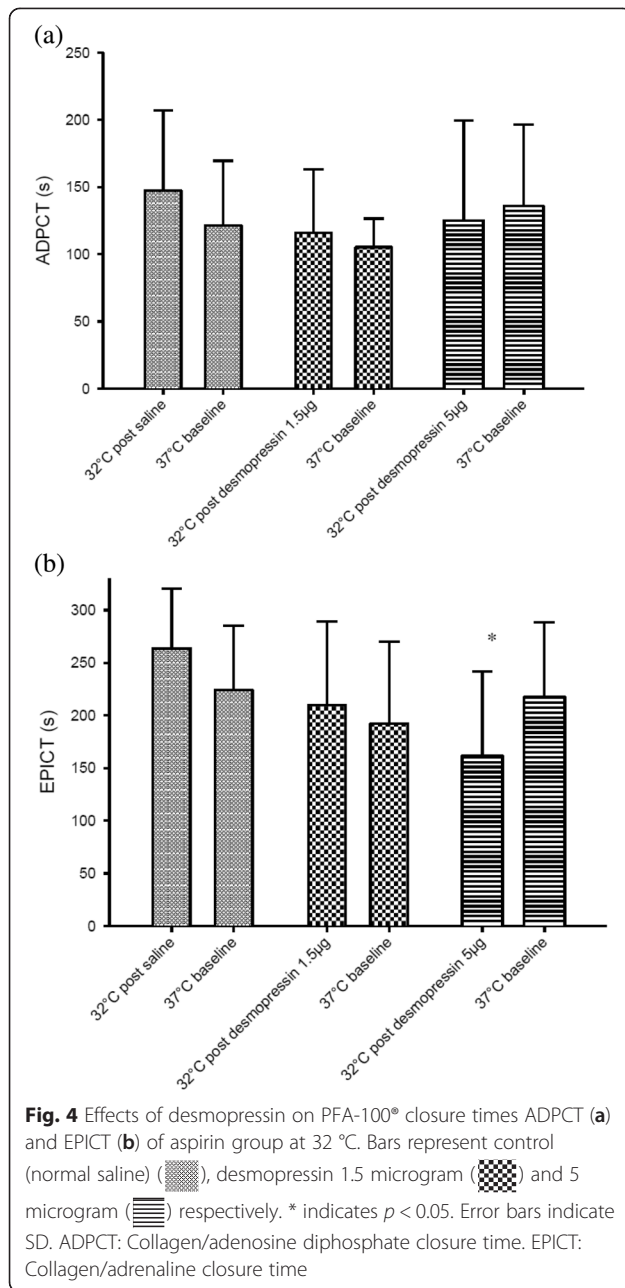 (a)
250
200
150
100
50
0
ADPCT (s)
32°C post saline
37°C baseline
32°C post desmopressin 1.5µg
37°C baseline
32°C post desmopressin 5µg
37°C baseline
(b)
300
250
200
150
100
50
0
EPICT (s)
*
32°C post saline
37°C baseline
32°C post desmopressin 1.5µg
37°C baseline
32°C post desmopressin 5µg
37°C baseline
Fig. 4 Effects of desmopressin on PFA-100® closure times ADPCT (a)
and EPICT (b) of aspirin group at 32 °C. Bars represent control
(normal saline) ( ), desmopressin 1.5 microgram ( ) and 5
microgram ( ) respectively. * indicates p < 0.05. Error bars indicate
SD. ADPCT: Collagen/adenosine diphosphate closure time. EPICT:
Collagen/adrenaline closure time